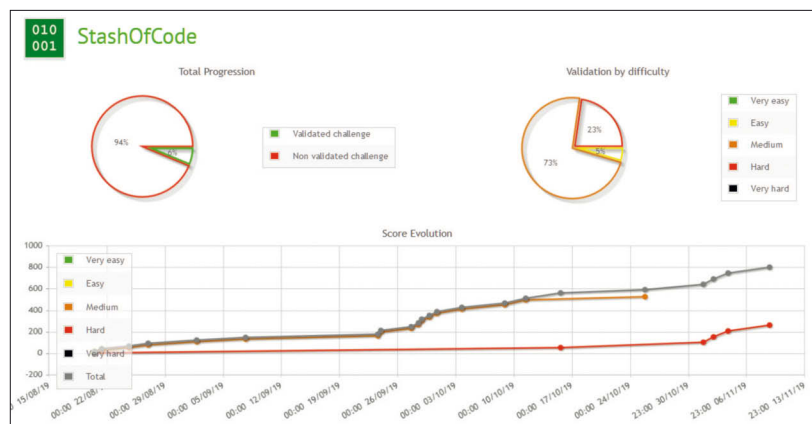 010
001
StashOfCode
Total Progression
94%
6%
Validated challenge
Non validated challenge
Validation by difficulty
23%
5%
73%
Very easy
Easy
Medium
Hard
Very hard
Score Evolution
1000
800
600
400
200
0
-200
Very easy
Easy
Medium
Hard
Very hard
Total
15/08/19
00:00 22/08/19
00:00 29/08/19
00:00 05/09/19
00:00 12/09/19
00:00 19/09/19
00:00 26/09/19
00:00 03/10/19
00:00 10/10/19
00:00 17/10/19
00:00 24/10/19
23:00 30/10/19
23:00 06/11/19
23:00 13/11/19